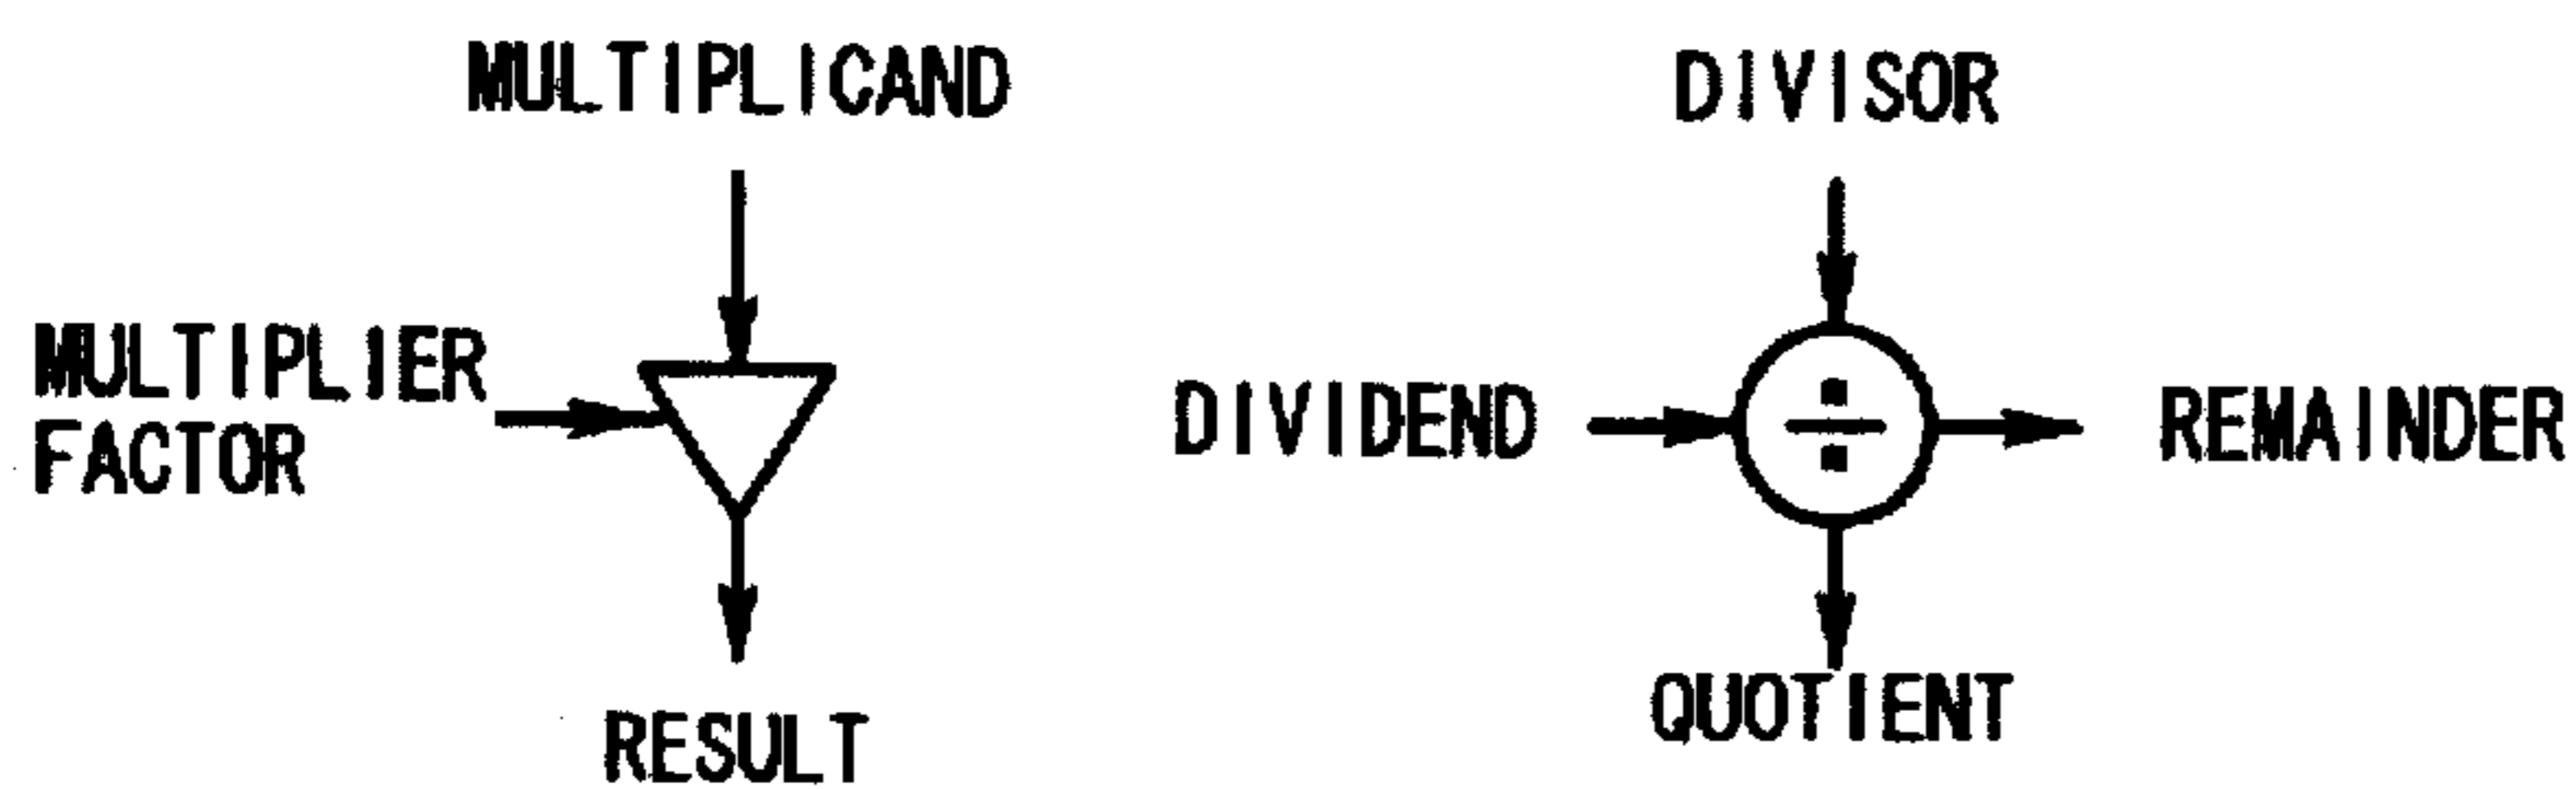 MULTIPLICAND
MULTIPLIER
FACTOR
RESULT
DIVISOR
DIVIDEND
÷
REMAINDER
QUOTIENT